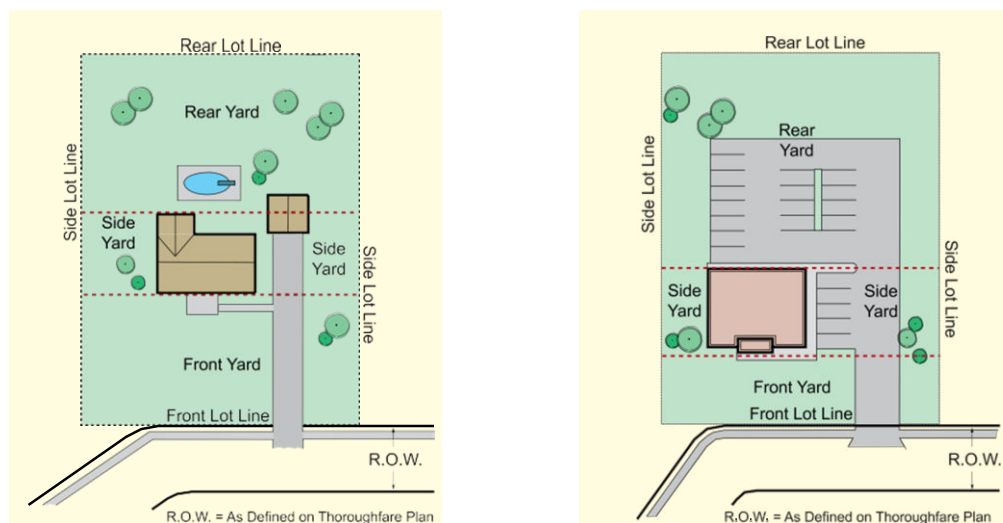 Rear Lot Line
Rear Yard
Side Lot Line
Side
Yard
Side
Yard
Side Lot Line
Front Yard
Front Lot Line
R.O.W.
R.O.W. = As Defined on Thoroughfare Plan
Rear Lot Line
Rear
Yard
Side Lot Line
Side
Yard
Side
Yard
Side Lot Line
Front Yard
Front Lot Line
R.O.W.
R.O.W. = As Defined on Thoroughfare Plan